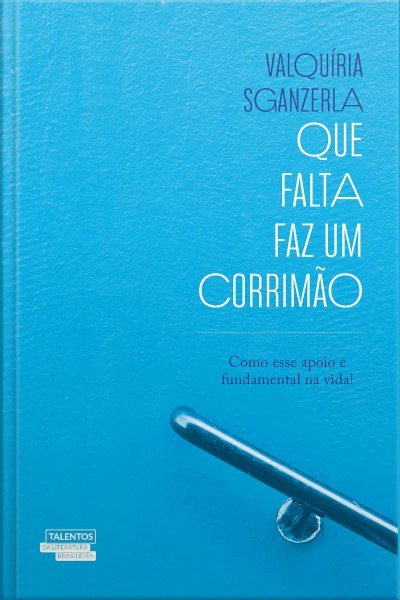 VALQUÍRIA
SGANZERLA
QUE
FALTA
FAZ UM
CORRIMÃO
Como esse apoio é
fundamental na vida!
TALENTOS
DA LITERATURA
BRASILEIRA